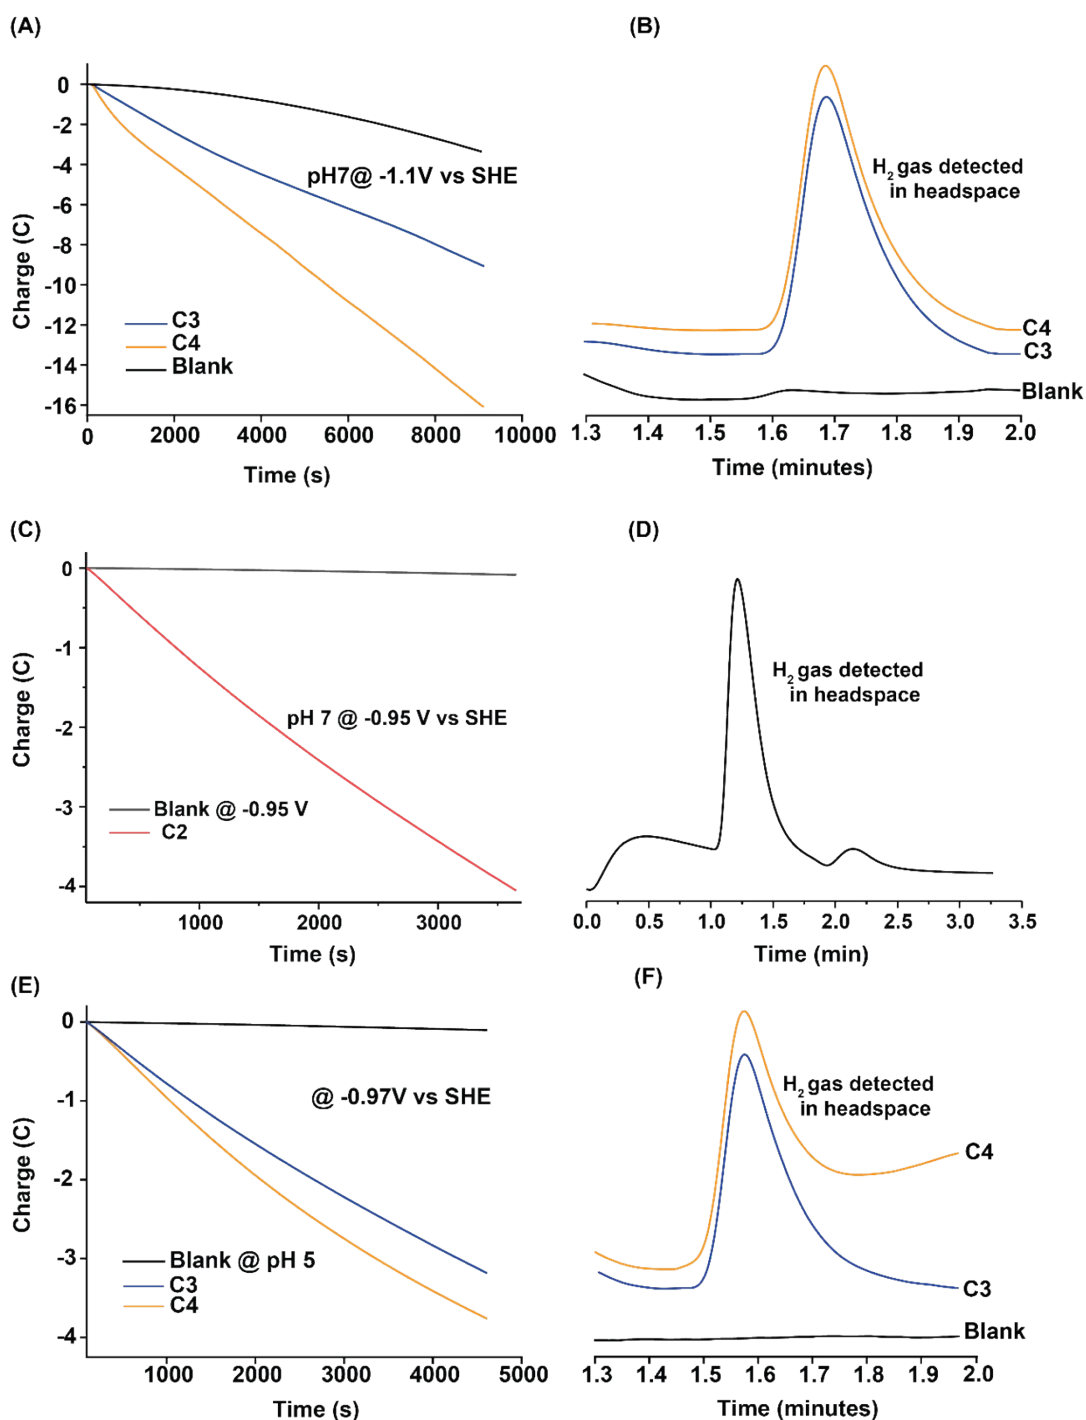 (A)
0
-2
-4
-6
-8
-10
-12
-14
-16
Charge (C)
pH7@ -1.1V vs SHE
C3
C4
Blank
0 2000 4000 6000 8000 10000
Time (s)
(B)
H2 gas detected
in headspace
C4
C3
Blank
1.3 1.4 1.5 1.6 1.7 1.8 1.9 2.0
Time (minutes)
(C)
0
-1
-2
-3
-4
Charge (C)
pH 7 @ -0.95 V vs SHE
Blank @ -0.95 V
C2
1000 2000 3000
Time (s)
(D)
H2 gas detected
in headspace
0.0 0.5 1.0 1.5 2.0 2.5 3.0 3.5
Time (min)
(E)
0
-1
-2
-3
-4
Charge (C)
@ -0.97V vs SHE
Blank @ pH 5
C3
C4
1000 2000 3000 4000 5000
Time (s)
(F)
H2 gas detected
in headspace
C4
C3
Blank
1.3 1.4 1.5 1.6 1.7 1.8 1.9 2.0
Time (minutes)